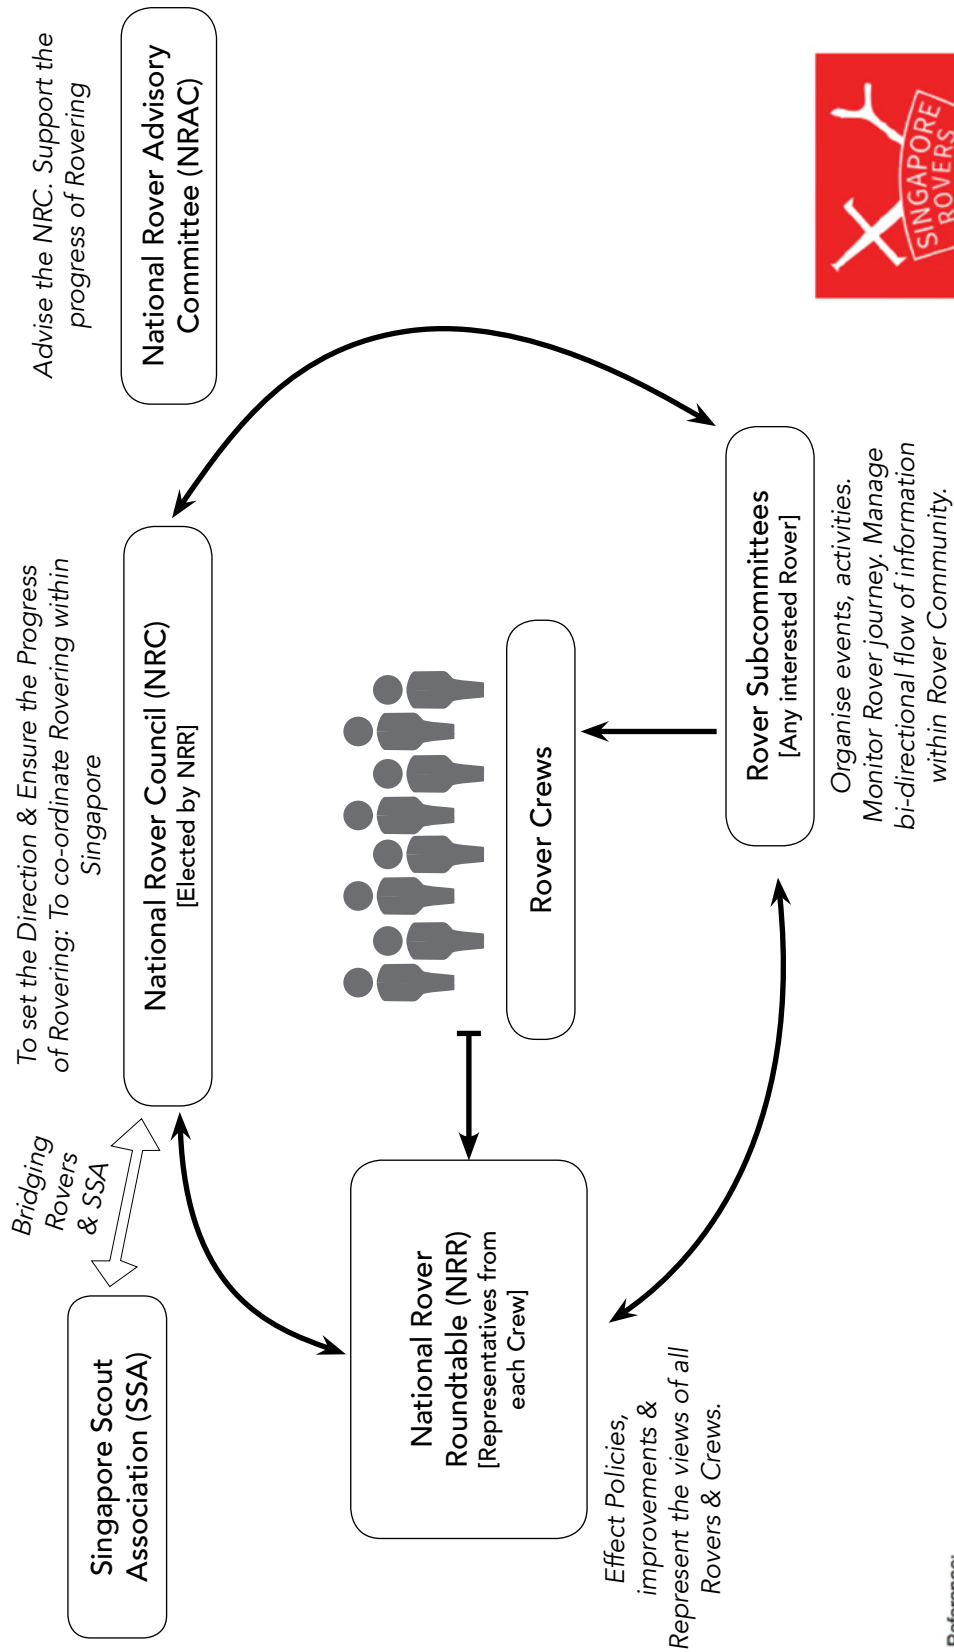 Singapore Scout
Association (SSA)
Bridging
Rovers
& SSA
To set the Direction & Ensure the Progress
of Rovering: To co-ordinate Rovering within
Singapore
National Rover Council (NRC)
[Elected by NRR]
Advise the NRC. Support the
progress of Rovering
National Rover Advisory
Committee (NRAC)
National Rover
Roundtable (NRR)
[Representatives from
each Crew]
Effect Policies,
improvements &
Represent the views of all
Rovers & Crews.
Rover Crews
Rover Subcommittees
[Any interested Rover]
Organise events, activities.
Monitor Rover journey. Manage
bi-directional flow of information
within Rover Community.
SINGAPORE
ROVERS
Reference: